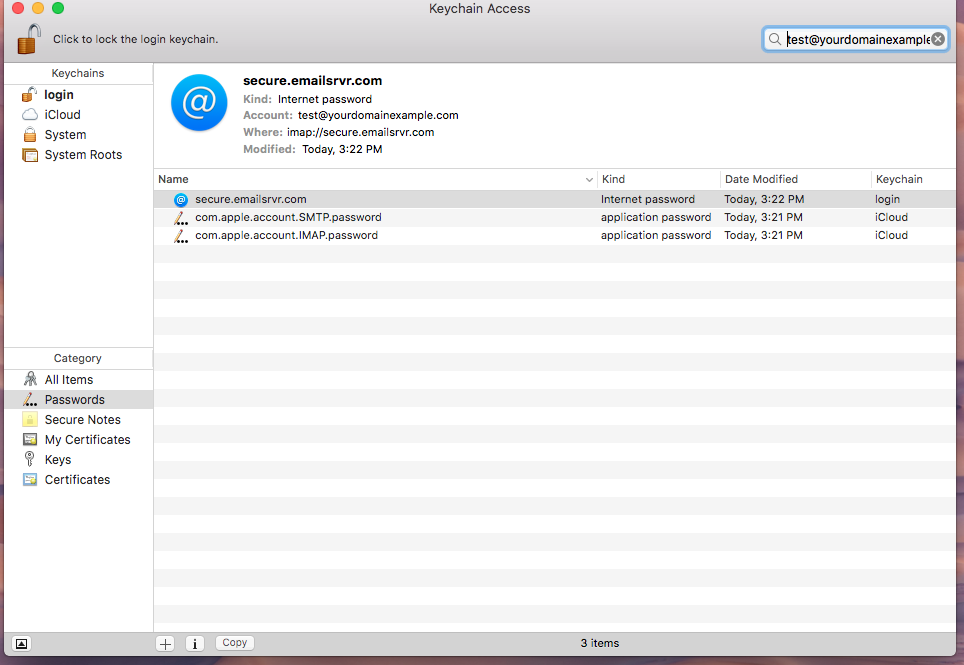 Keychain Access
Click to lock the login keychain.
test@yourdomainexample
Keychains
login
iCloud
System
System Roots
secure.emailsrvr.com
Kind: Internet password
Account: test@yourdomainexample.com
Where: imap://secure.emailsrvr.com
Modified: Today, 3:22 PM
Name Kind Date Modified Keychain
secure.emailsrvr.com Internet password Today, 3:22 PM login
com.apple.account.SMTP.password application password Today, 3:21 PM iCloud
com.apple.account.IMAP.password application password Today, 3:21 PM iCloud
Category
All Items
Passwords
Secure Notes
My Certificates
Keys
Certificates
Copy
3 items